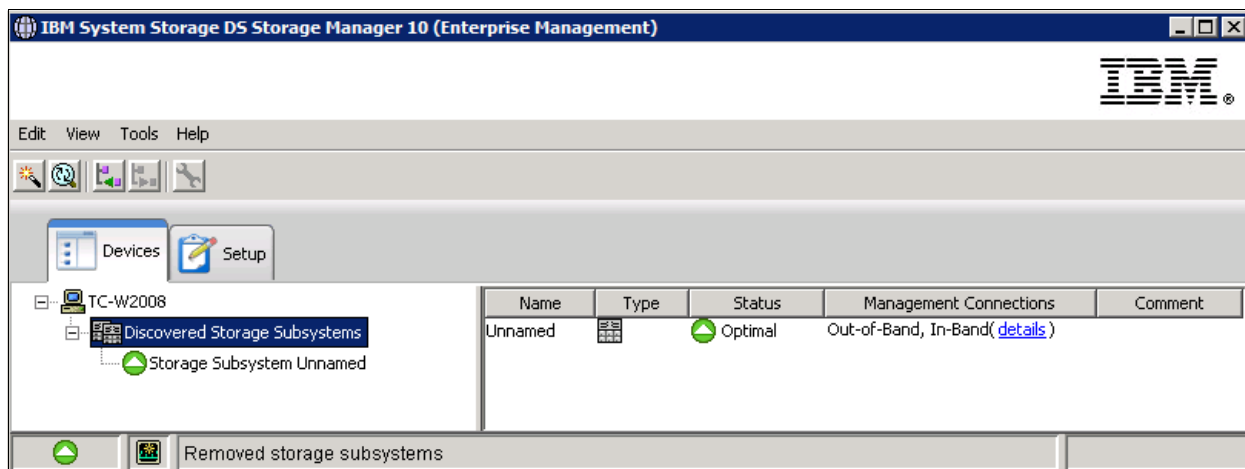 IBM System Storage DS Storage Manager 10 (Enterprise Management)
IBM®
Edit View Tools Help
Devices Setup
TC-W2008
Discovered Storage Subsystems
Storage Subsystem Unnamed
Name Type Status Management Connections Comment
Unnamed Optimal Out-of-Band, In-Band( details )
Removed storage subsystems